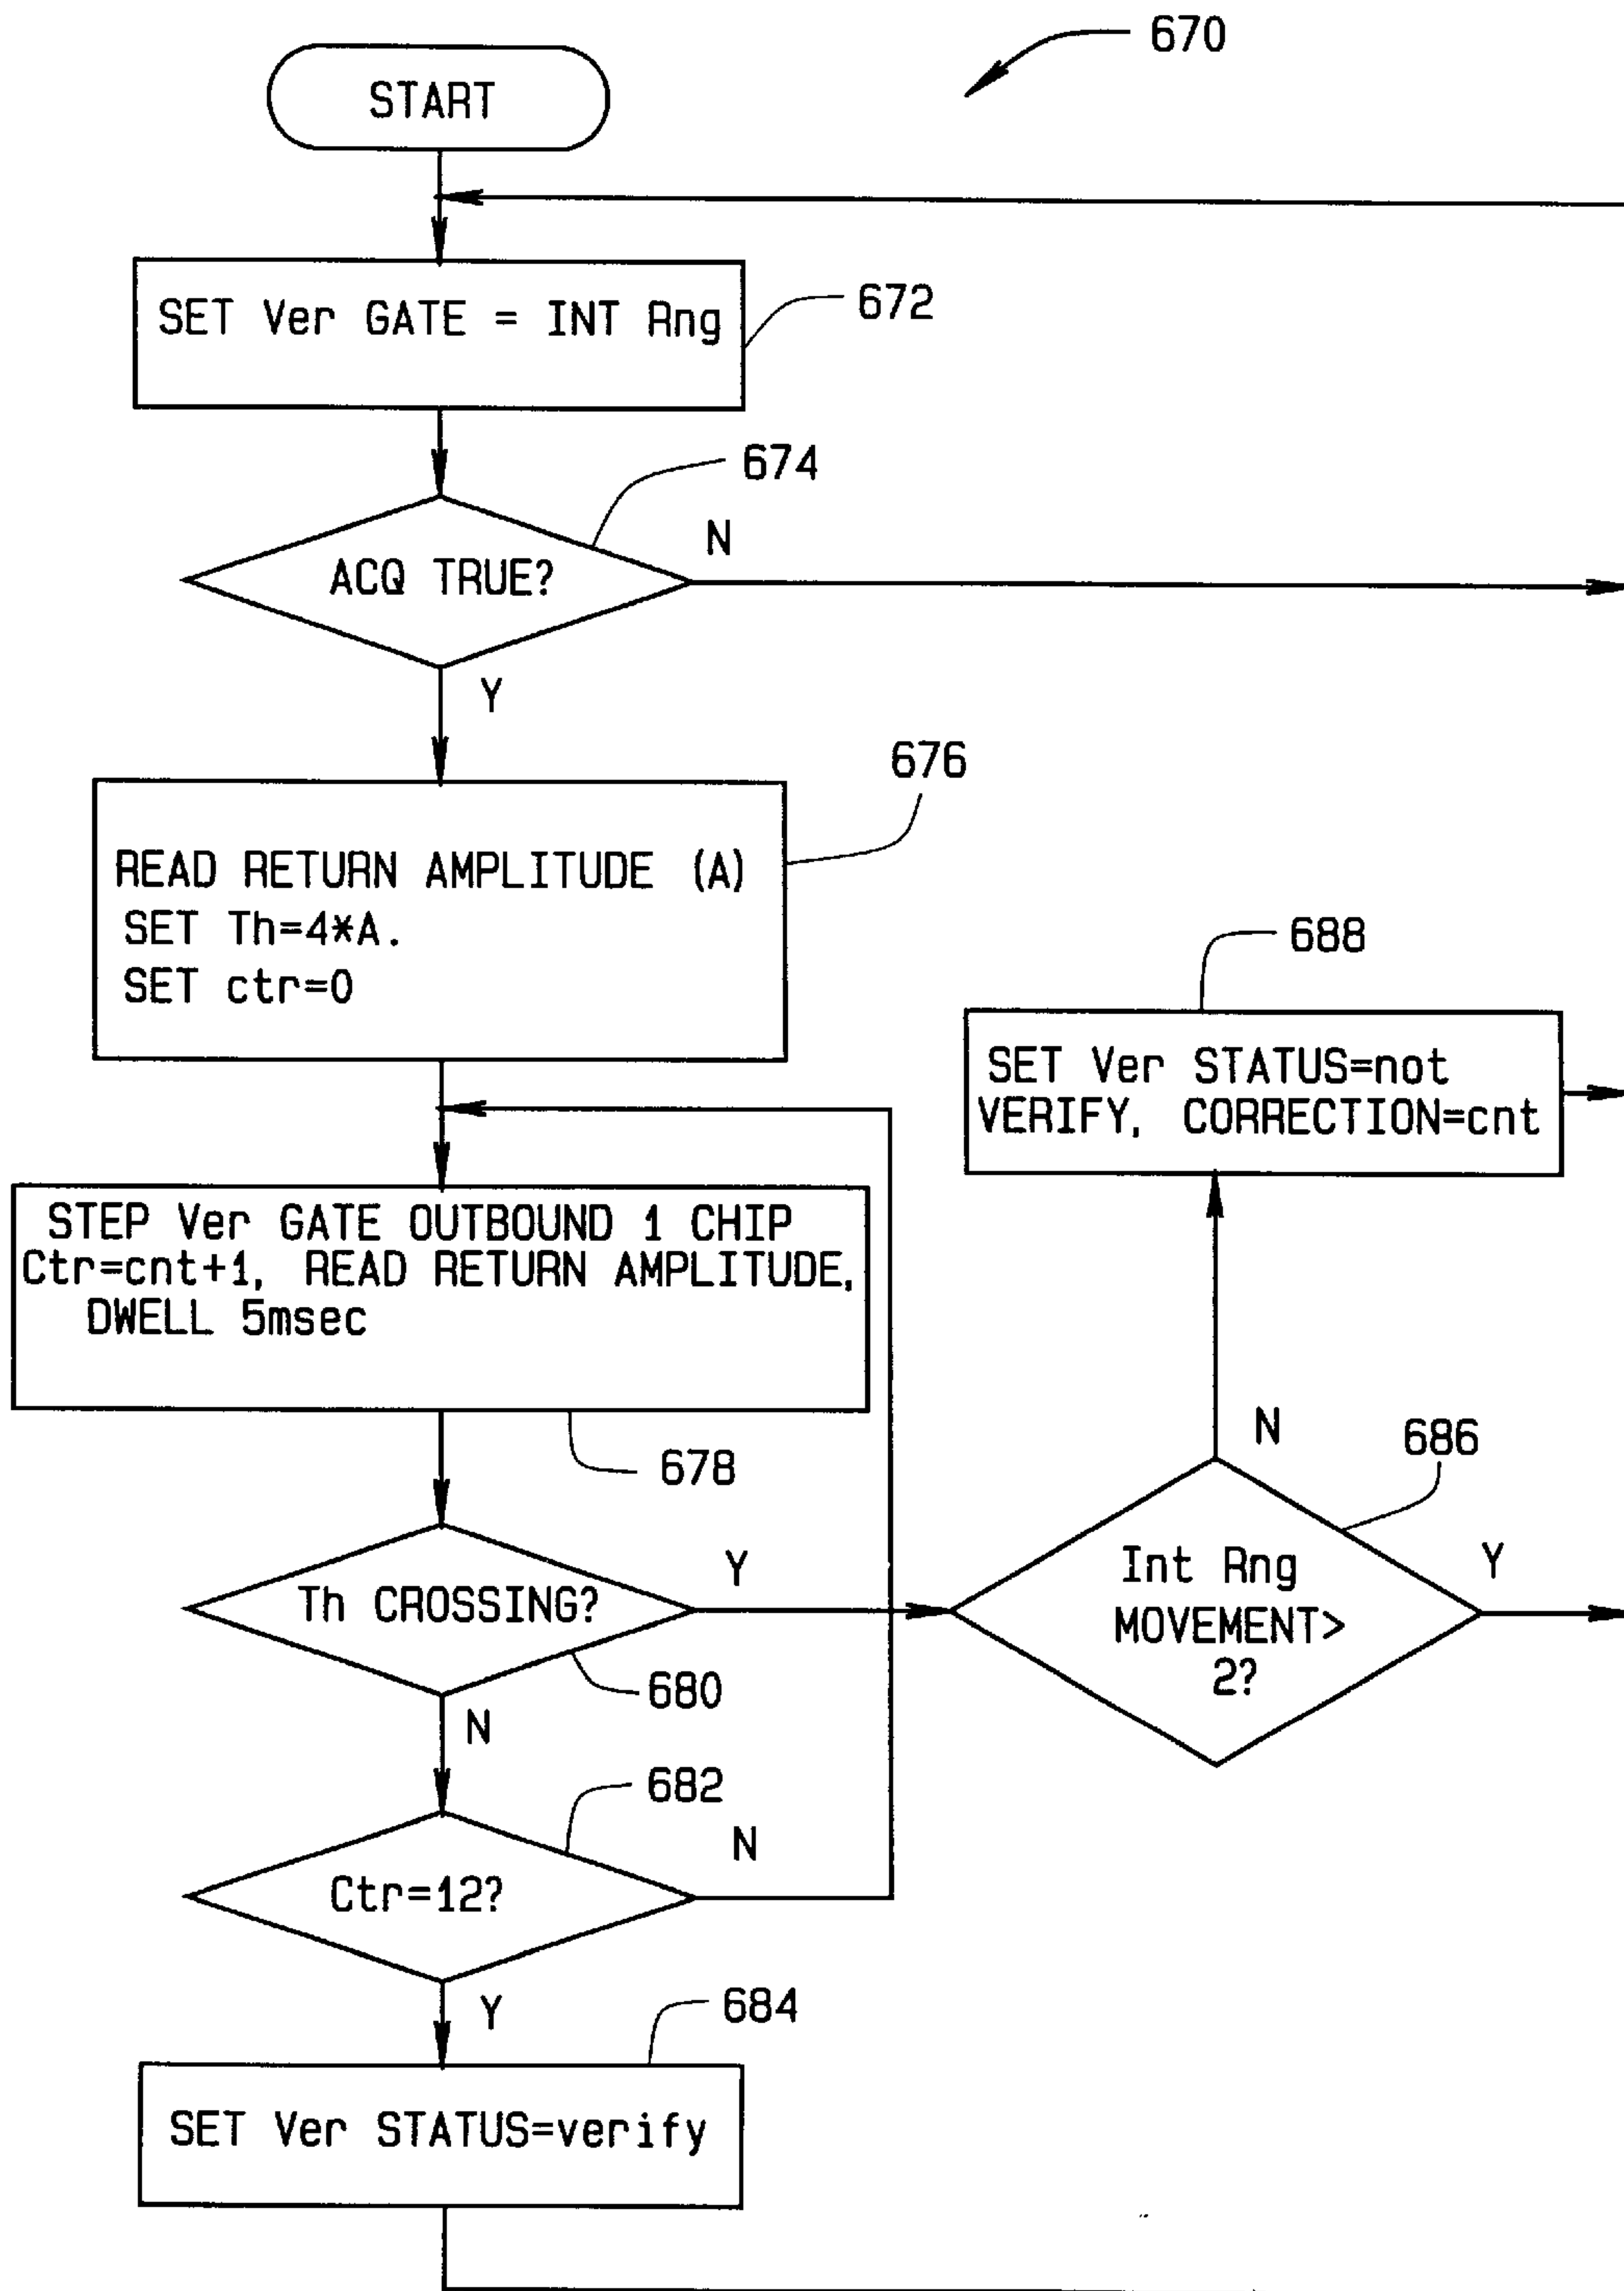 670
START
SET Ver GATE = INT Rng
672
674
N
ACQ TRUE?
Y
676
READ RETURN AMPLITUDE (A)
SET Th=4*A.
SET ctr=0
688
SET Ver STATUS=not
VERIFY, CORRECTION=cnt
STEP Ver GATE OUTBOUND 1 CHIP
Ctr=cnt+1, READ RETURN AMPLITUDE,
DWELL 5msec
678
N
686
Th CROSSING?
Y
Int Rng
MOVEMENT>
2?
Y
680
N
682
N
Ctr=12?
Y
684
SET Ver STATUS=verify